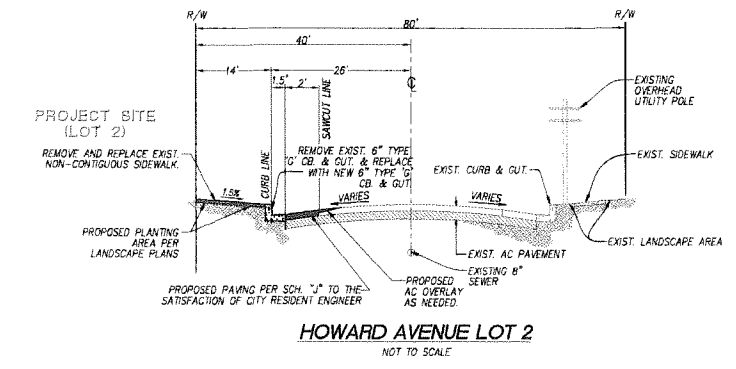 R/W
R/W
80'
40'
14'
26'
1.5'
2'
SAWCUT LINE
℄
EXISTING
OVERHEAD
UTILITY POLE
PROJECT SITE
(LOT 2)
REMOVE AND REPLACE EXIST.
NON-CONTIGUOUS SIDEWALK.
CURB LINE
REMOVE EXIST. 6" TYPE
'G' CB. & GUT. & REPLACE
WITH NEW 6" TYPE 'G'
CB. & GUT.
EXIST. CURB & GUT.
EXIST. SIDEWALK
1.5%
VARIES
VARIES
PROPOSED PLANTING
AREA PER
LANDSCAPE PLANS
EXIST. LANDSCAPE AREA
EXIST. AC PAVEMENT
EXISTING 8"
SEWER
PROPOSED
AC OVERLAY
AS NEEDED.
PROPOSED PAVING PER SCH. "J" TO THE
SATISFACTION OF CITY RESIDENT ENGINEER
HOWARD AVENUE LOT 2
NOT TO SCALE